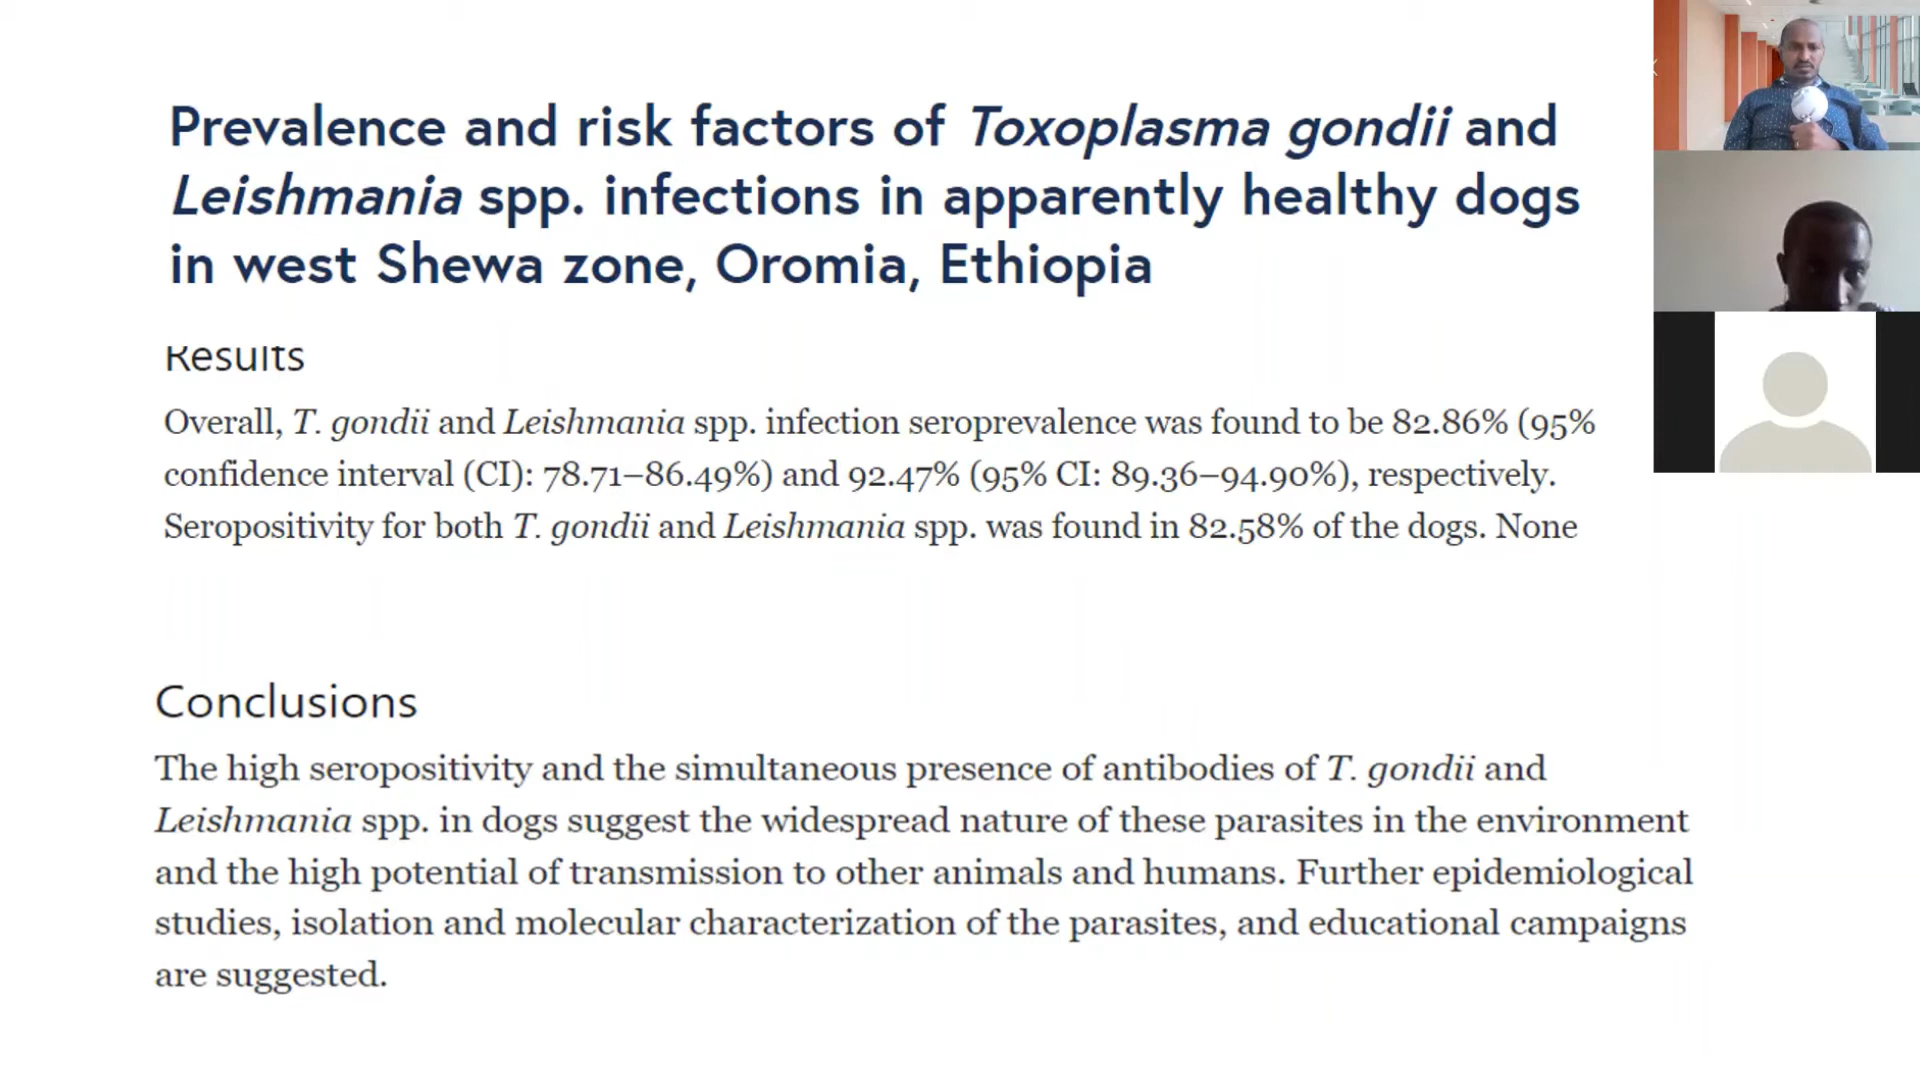 Prevalence and risk factors of Toxoplasma gondii and
Leishmania spp. infections in apparently healthy dogs
in west Shewa zone, Oromia, Ethiopia
Results
Overall, T. gondii and Leishmania spp. infection seroprevalence was found to be 82.86% (95%
confidence interval (CI): 78.71–86.49%) and 92.47% (95% CI: 89.36–94.90%), respectively.
Seropositivity for both T. gondii and Leishmania spp. was found in 82.58% of the dogs. None
Conclusions
The high seropositivity and the simultaneous presence of antibodies of T. gondii and
Leishmania spp. in dogs suggest the widespread nature of these parasites in the environment
and the high potential of transmission to other animals and humans. Further epidemiological
studies, isolation and molecular characterization of the parasites, and educational campaigns
are suggested.